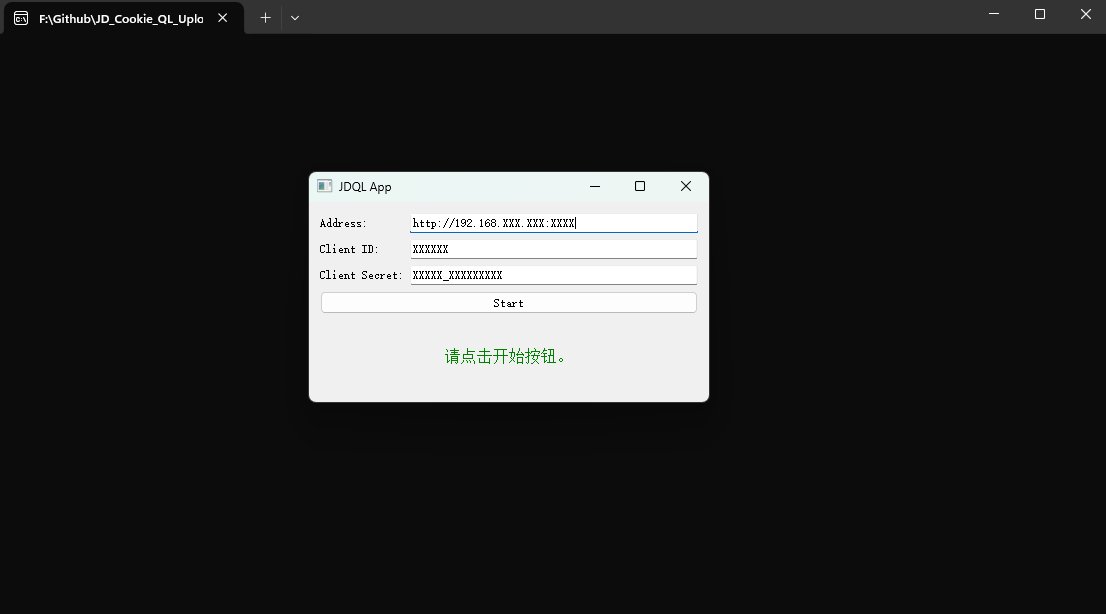 F:\Github\JD_Cookie_QL_Uplo
JDQL App
Address: http://192.168.XXX.XXX:XXXX
Client ID: XXXXXX
Client Secret: XXXXX_XXXXXXXXX
Start
请点击开始按钮。